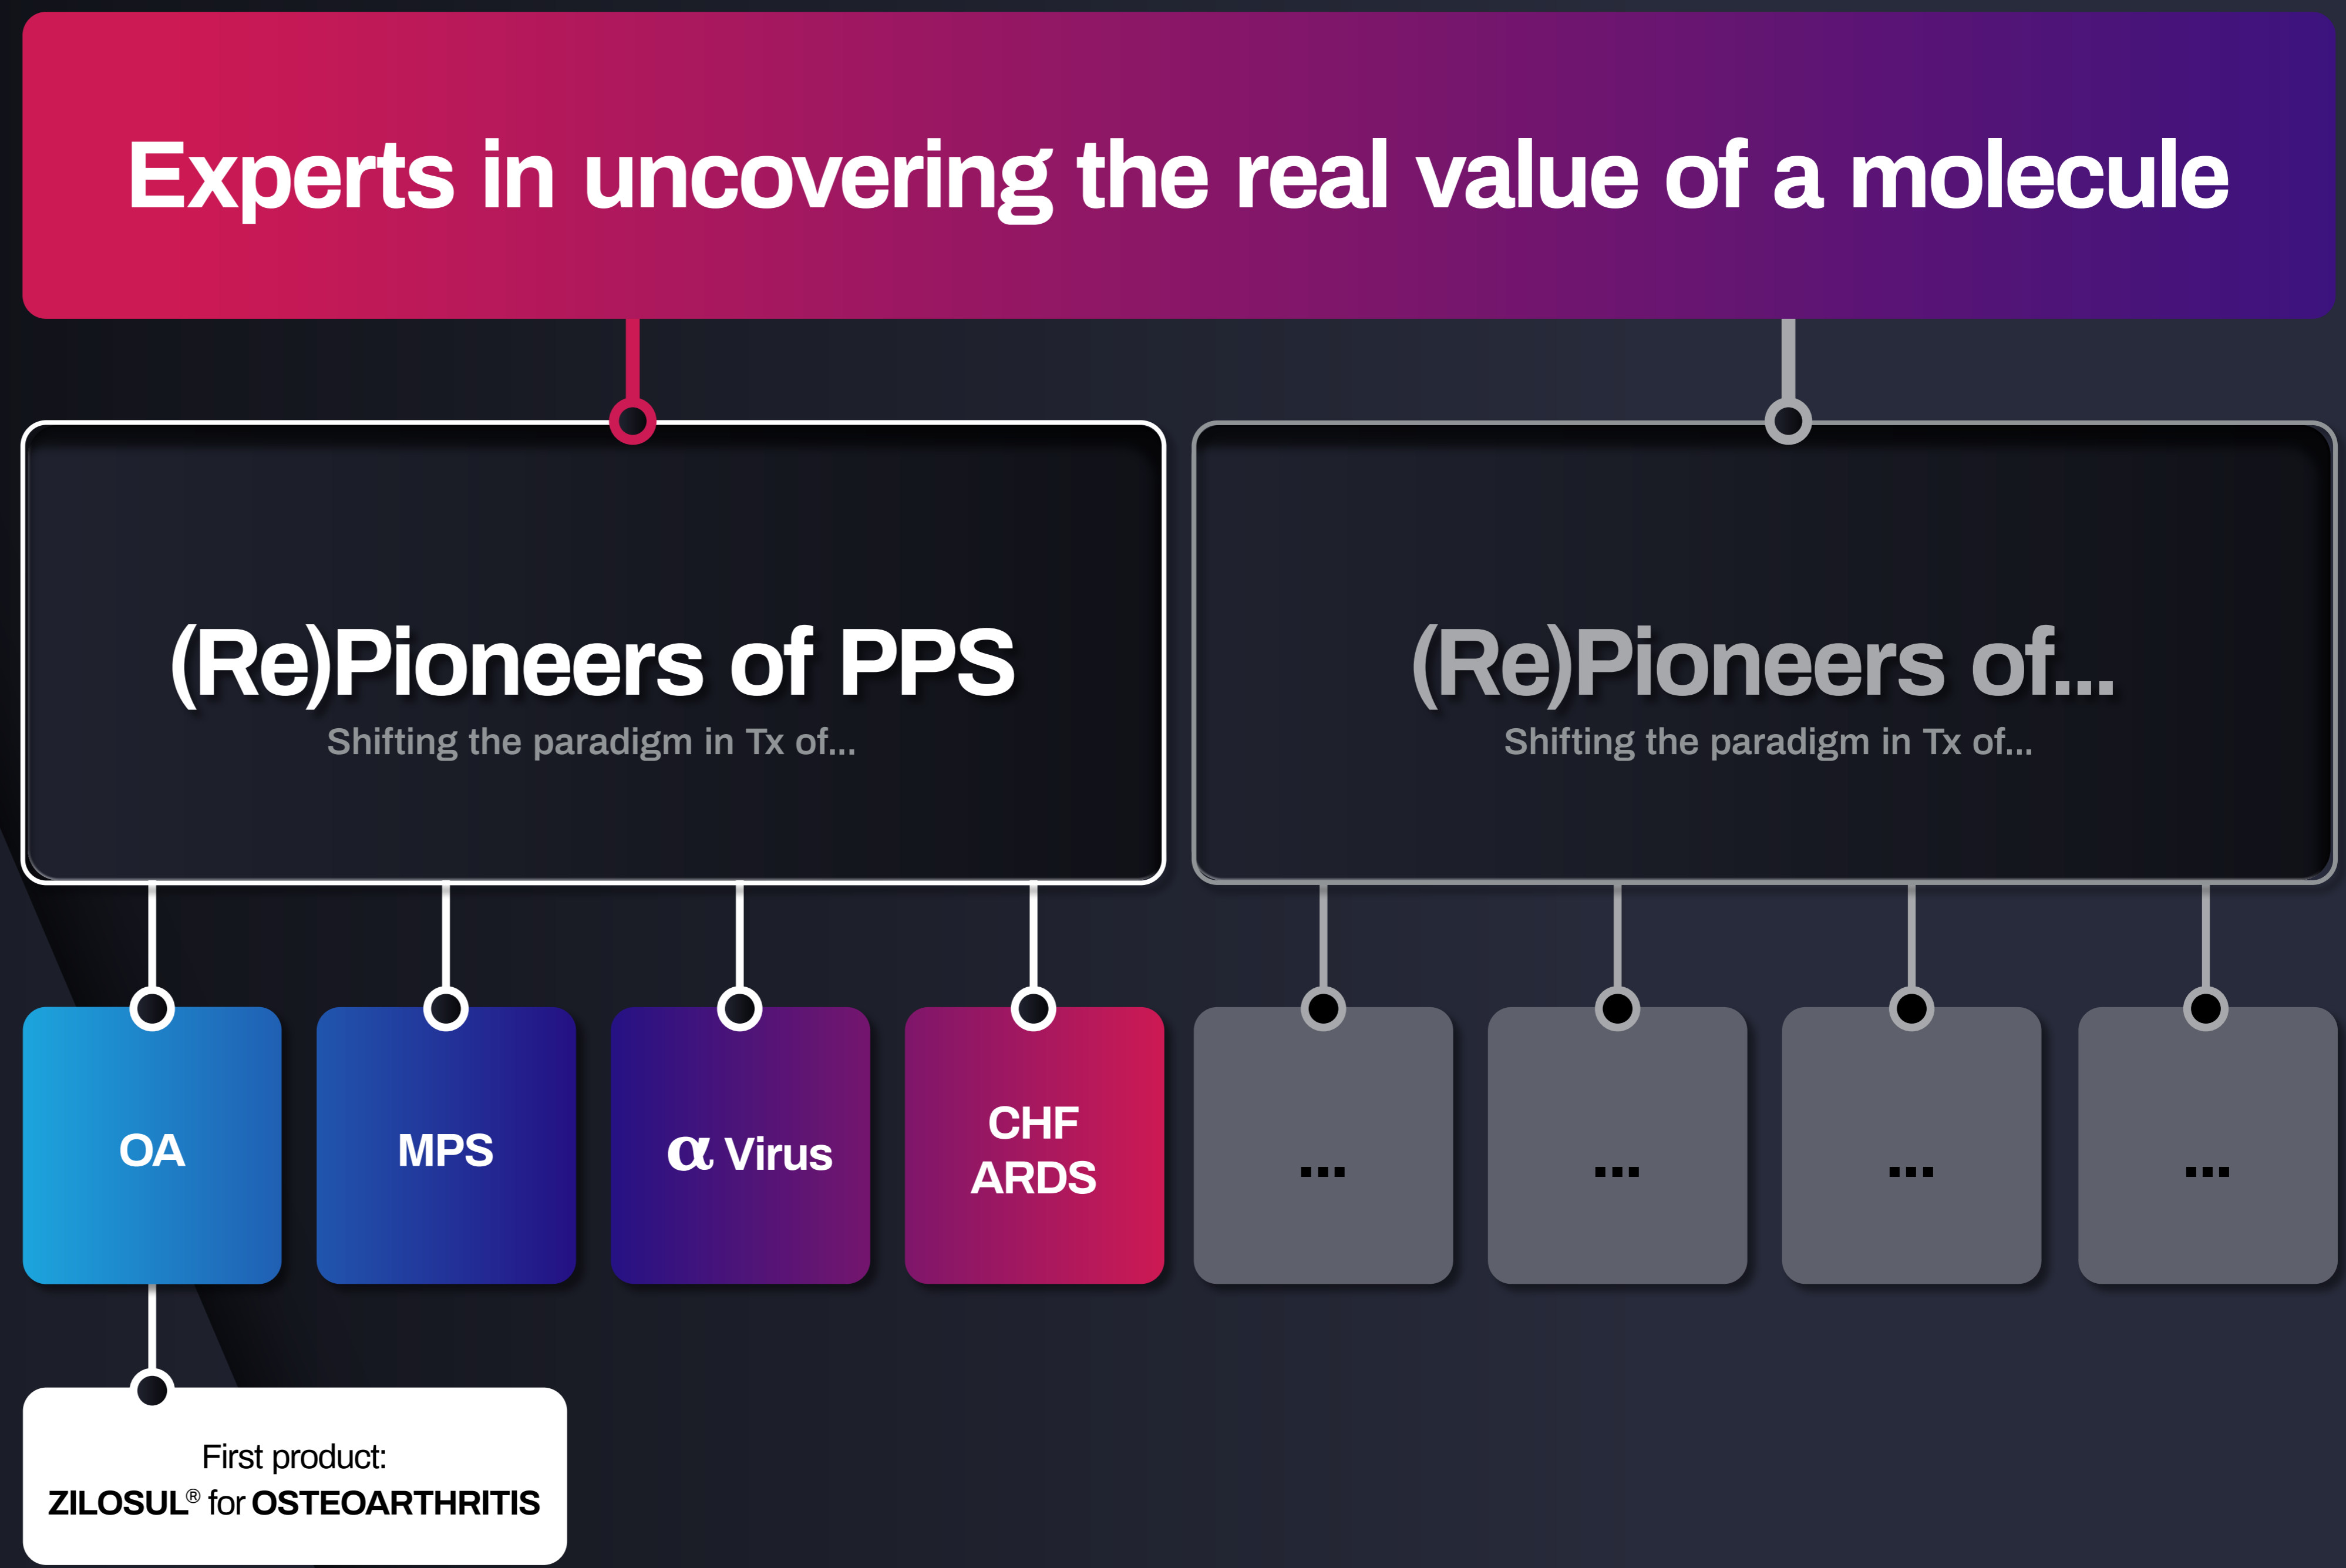 Experts in uncovering the real value of a molecule
(Re)Pioneers of PPS
Shifting the paradigm in Tx of...
(Re)Pioneers of...
Shifting the paradigm in Tx of...
OA
MPS
α Virus
CHF
ARDS
...
...
...
...
First product:
ZILOSUL® for OSTEOARTHRITIS